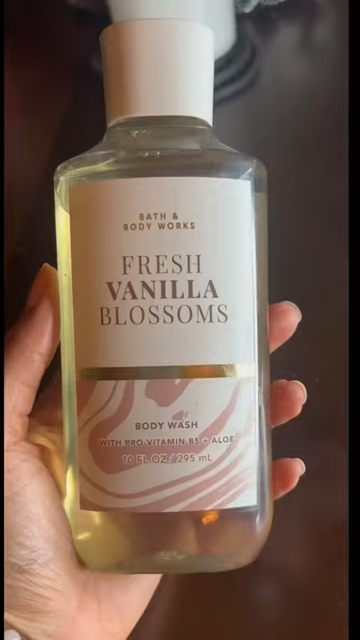 BATH &
BODY WORKS
FRESH
VANILLA
BLOSSOMS
BODY WASH
WITH PRO-VITAMIN B5 + ALOE
10 FL OZ / 295 mL